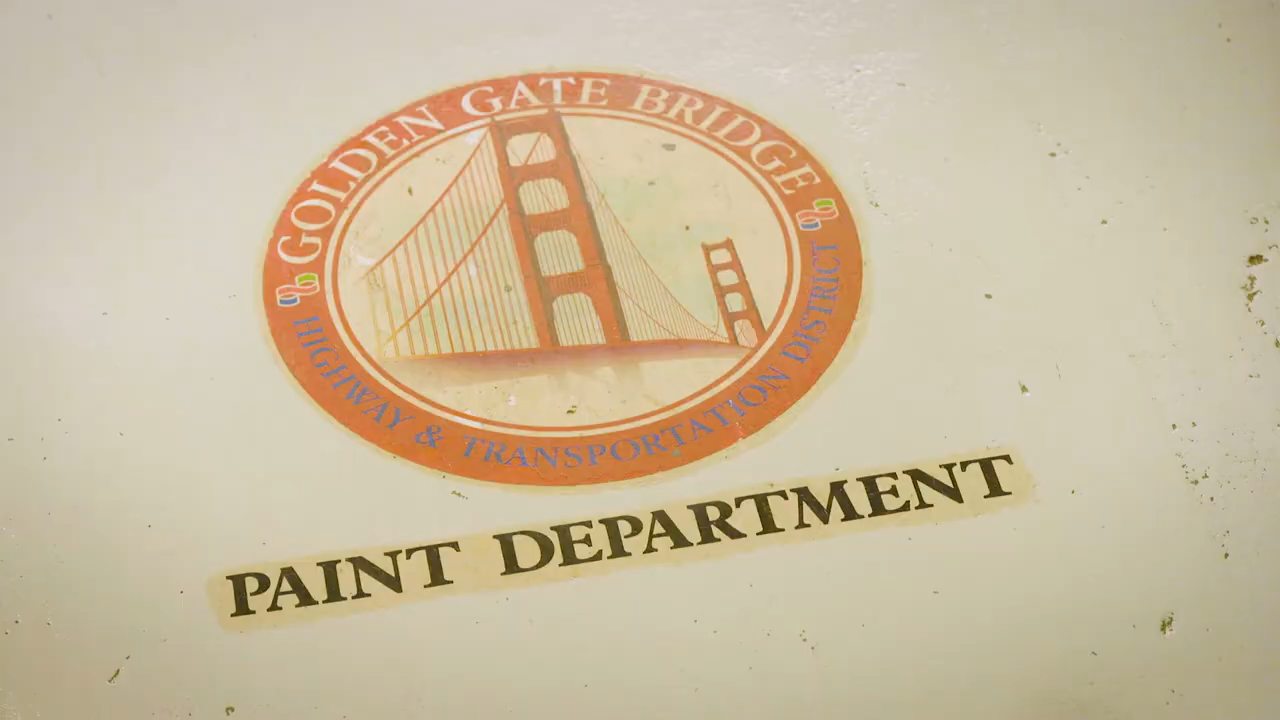 GOLDEN GATE BRIDGE
HIGHWAY & TRANSPORTATION DISTRICT
PAINT DEPARTMENT